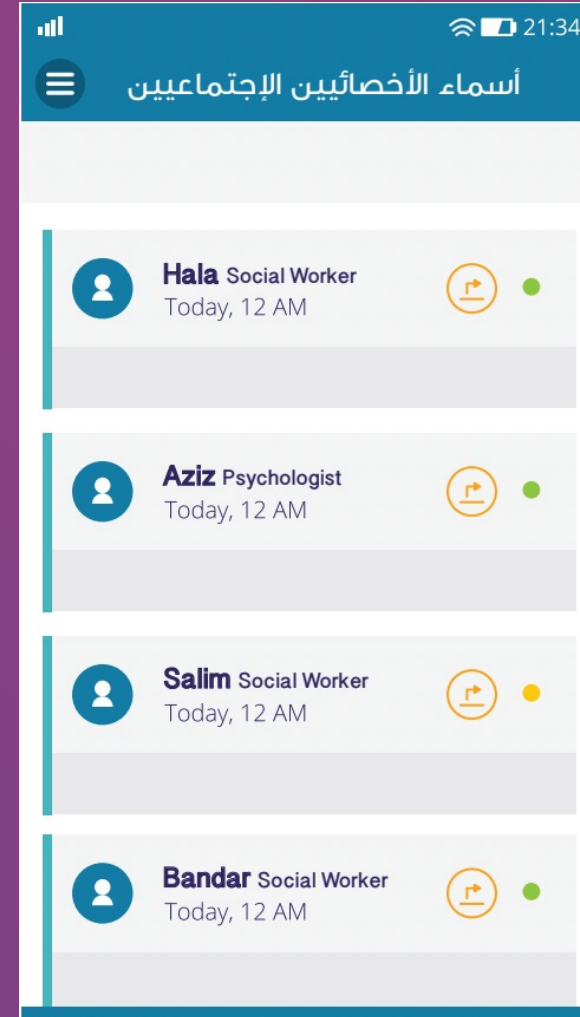 21:34
أسماء الأخصائيين الإجتماعيين
Hala Social Worker
Today, 12 AM
Aziz Psychologist
Today, 12 AM
Salim Social Worker
Today, 12 AM
Bandar Social Worker
Today, 12 AM